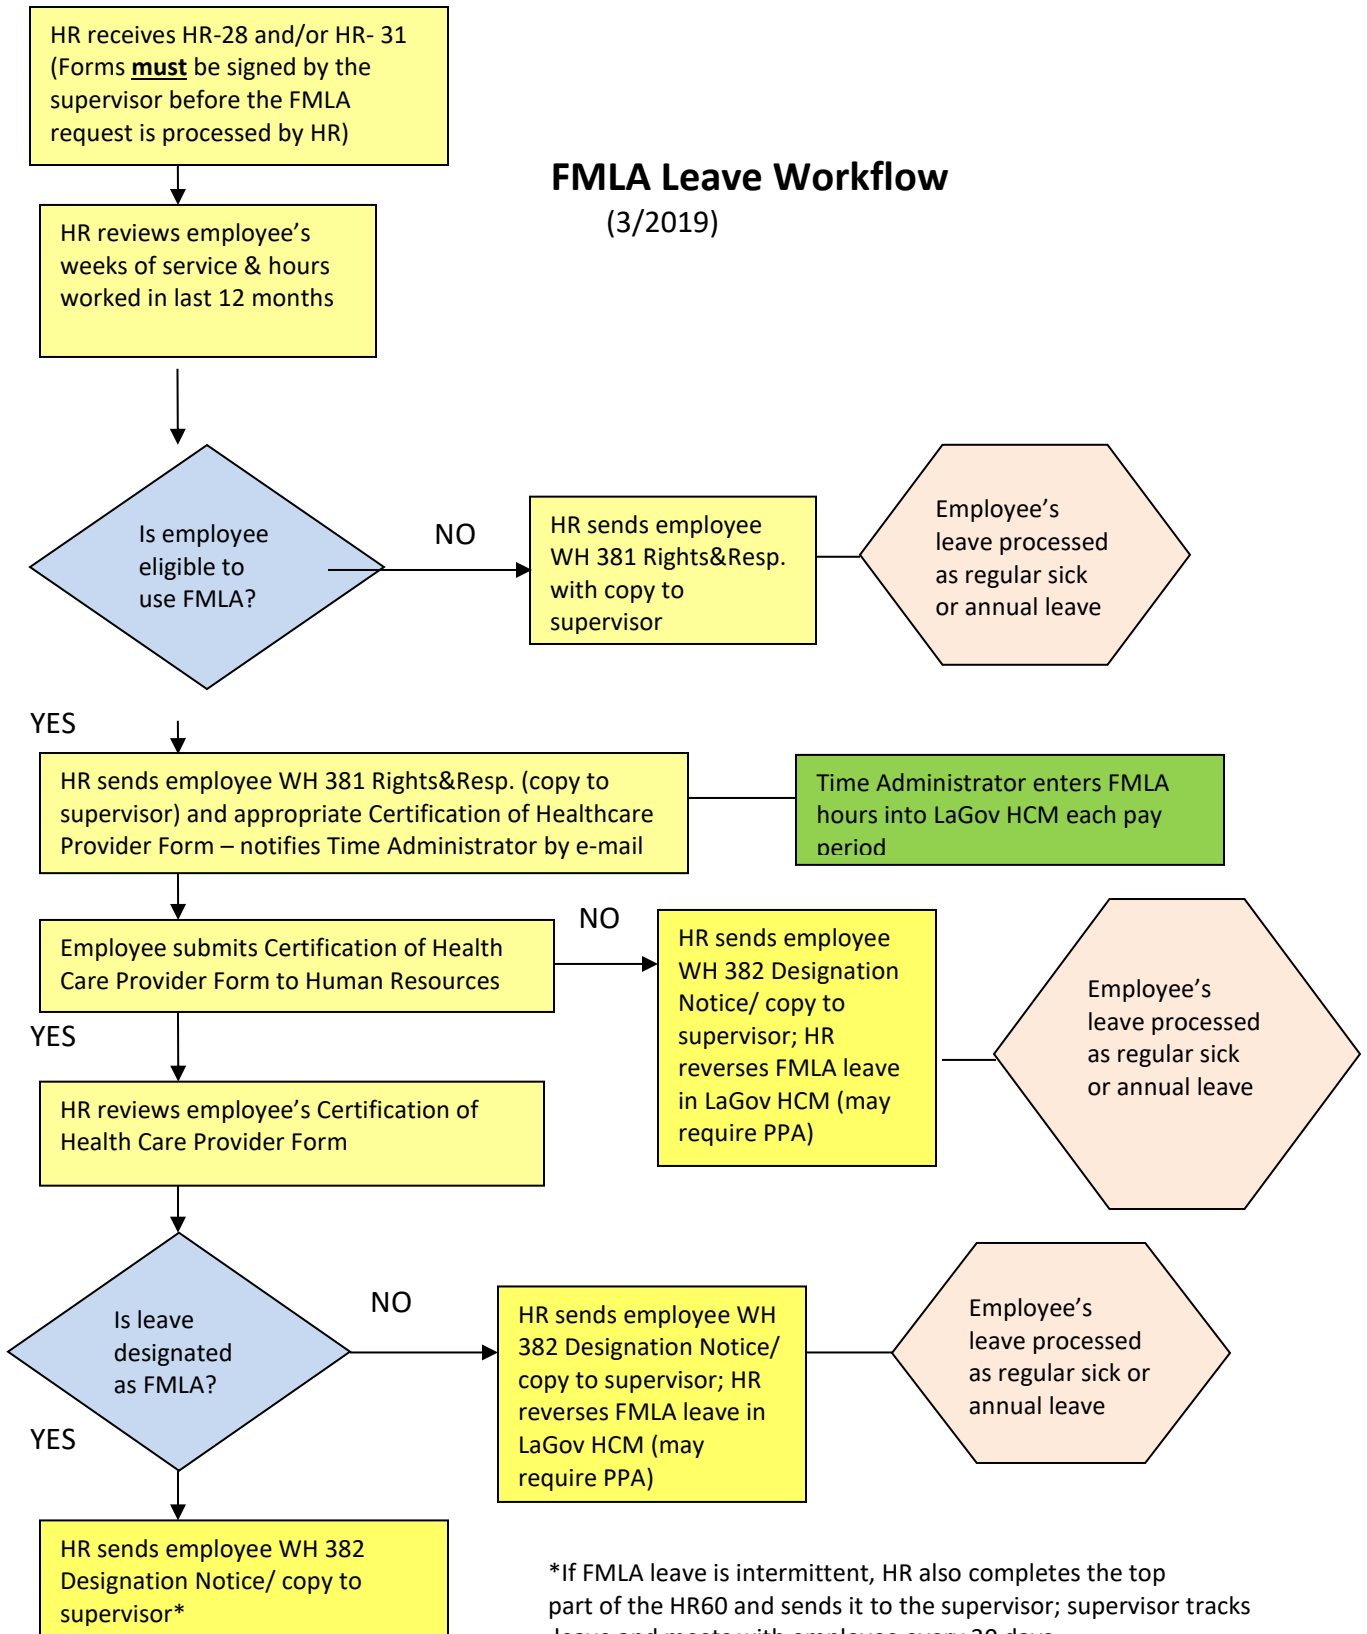 HR receives HR-28 and/or HR- 31
(Forms must be signed by the
supervisor before the FMLA
request is processed by HR)
FMLA Leave Workflow
(3/2019)
HR reviews employee’s
weeks of service & hours
worked in last 12 months
Is employee
eligible to
use FMLA?
NO
HR sends employee
WH 381 Rights&Resp.
with copy to
supervisor
Employee’s
leave processed
as regular sick
or annual leave
YES
HR sends employee WH 381 Rights&Resp. (copy to
supervisor) and appropriate Certification of Healthcare
Provider Form – notifies Time Administrator by e-mail
Time Administrator enters FMLA
hours into LaGov HCM each pay
period
Employee submits Certification of Health
Care Provider Form to Human Resources
NO
HR sends employee
WH 382 Designation
Notice/ copy to
supervisor; HR
reverses FMLA leave
in LaGov HCM (may
require PPA)
Employee’s
leave processed
as regular sick
or annual leave
YES
HR reviews employee’s Certification of
Health Care Provider Form
Is leave
designated
as FMLA?
NO
HR sends employee WH
382 Designation Notice/
copy to supervisor; HR
reverses FMLA leave in
LaGov HCM (may
require PPA)
Employee’s
leave processed
as regular sick or
annual leave
YES
HR sends employee WH 382
Designation Notice/ copy to
supervisor*
*If FMLA leave is intermittent, HR also completes the top
part of the HR60 and sends it to the supervisor; supervisor tracks
leave and meets with employee every 30 days